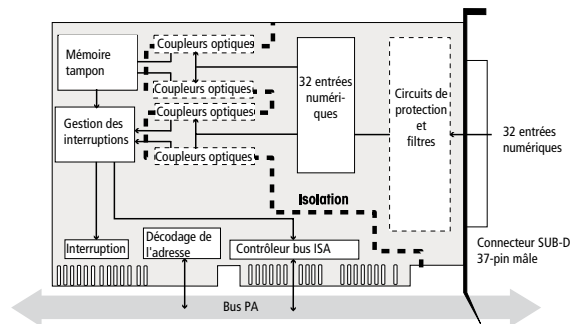 Mémoire
tampon
Coupleurs optiques
Coupleurs optiques
Coupleurs optiques
Coupleurs optiques
Gestion des
interruptions
32 entrées
numéri-
ques
Circuits de
protection
et
filtres
32 entrées
numériques
Isolation
Interruption
Décodage de
l'adresse
Contrôleur bus ISA
Connecteur SUB-D
37-pin mâle
Bus PA